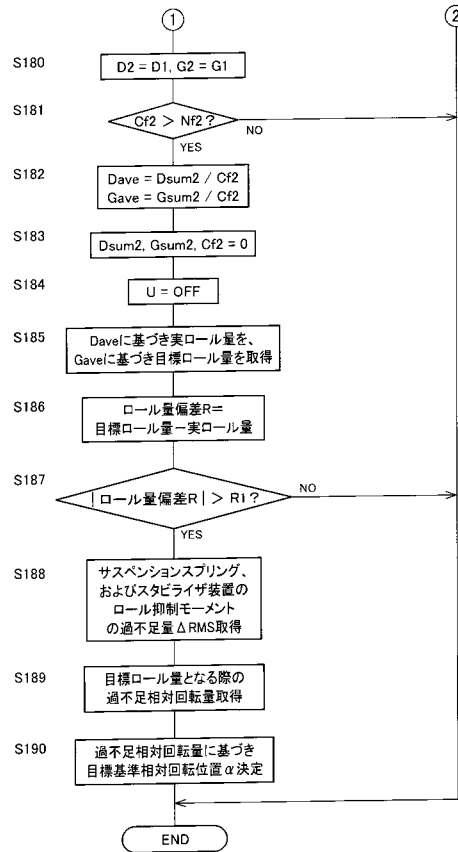 1
2
S180
D2 = D1, G2 = G1
S181
Cf2 > Nf2?
NO
YES
S182
Dave = Dsum2 / Cf2
Gave = Gsum2 / Cf2
S183
Dsum2, Gsum2, Cf2 = 0
S184
U = OFF
S185
Daveに基づき実ロール量を、
Gaveに基づき目標ロール量を取得
S186
ロール量偏差R=
目標ロール量-実ロール量
S187
|ロール量偏差R| > R1?
NO
YES
S188
サスペンションスプリング、
およびスタビライザ装置の
ロール抑制モーメント
の過不足量ΔRMS取得
S189
目標ロール量となる際の
過不足相対回転量取得
S190
過不足相対回転量に基づき
目標基準相対回転位置α決定
END